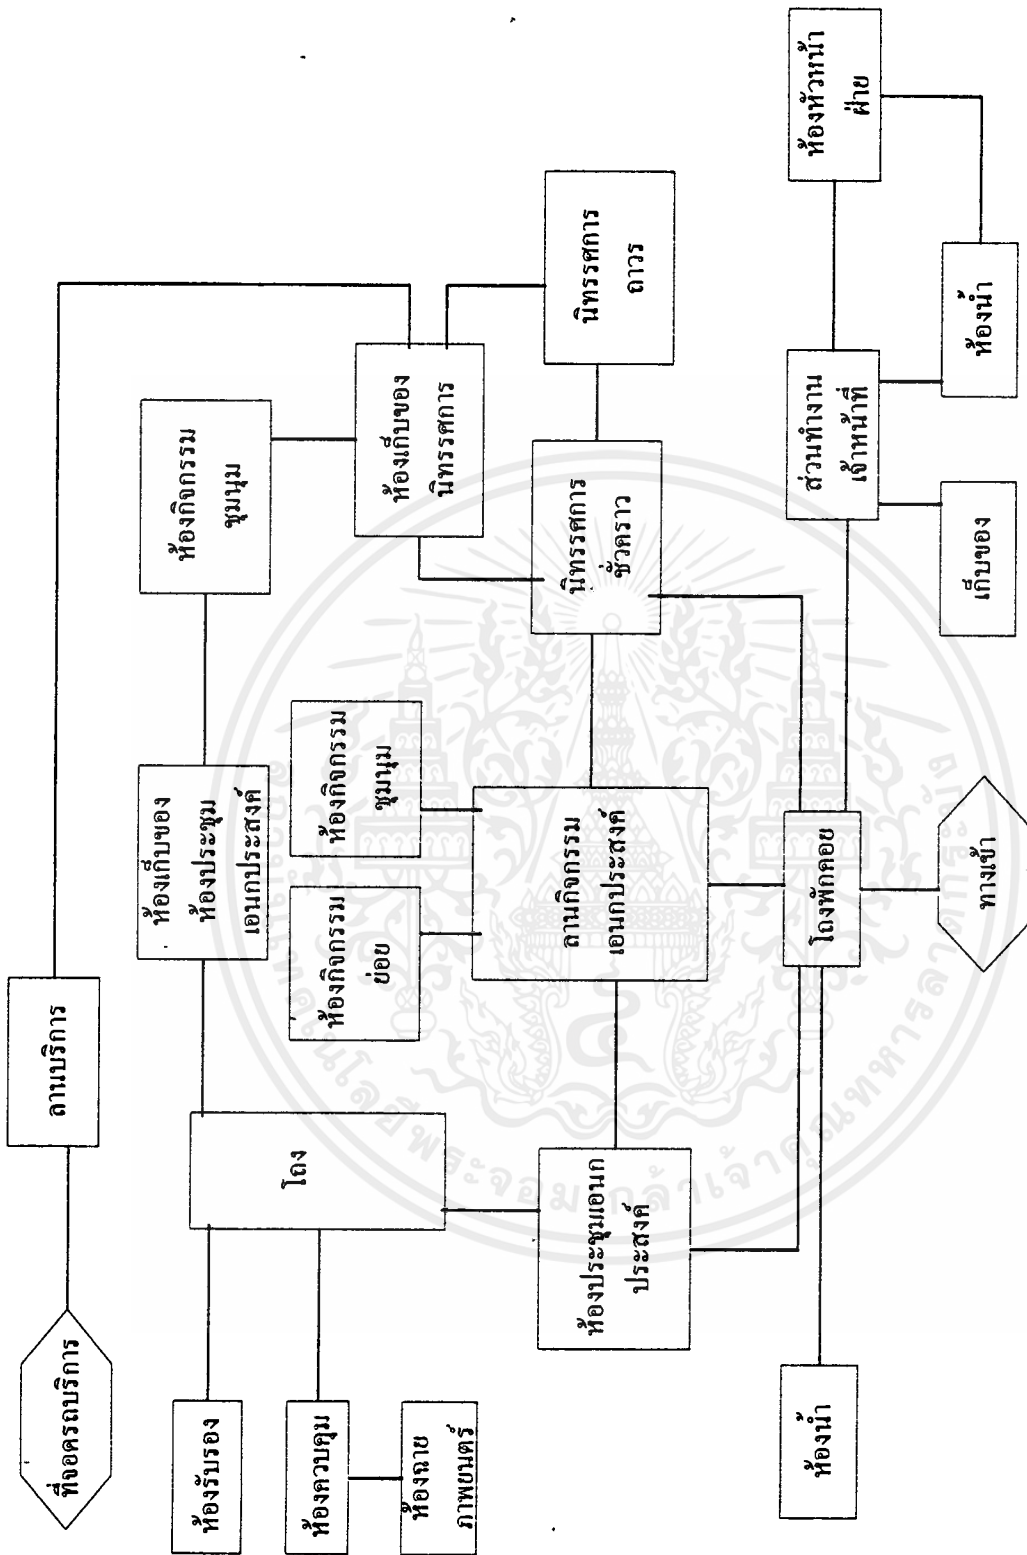 ที่จอดรถบริการ
ลานบริการ
ห้องรับรอง
ห้องควบคุม
ห้องฉาย
ภาพยนตร์
โถง
ห้องเก็บของ
ห้องประชุม
เอนกประสงค์
ห้องกิจกรรม
ชุมนุม
ห้องกิจกรรม
ย่อย
ห้องกิจกรรม
ชุมนุม
ห้องเก็บของ
นิทรรศการ
ห้องประชุมเอนก
ประสงค์
ลานกิจกรรม
เอนกประสงค์
นิทรรศการ
ชั่วคราว
นิทรรศการ
ถาวร
ห้องน้ำ
โถงพักคอย
ทางเข้า
ส่วนทำงาน
เจ้าหน้าที่
ห้องหัวหน้า
ฝ่าย
เก็บของ
ห้องน้ำ